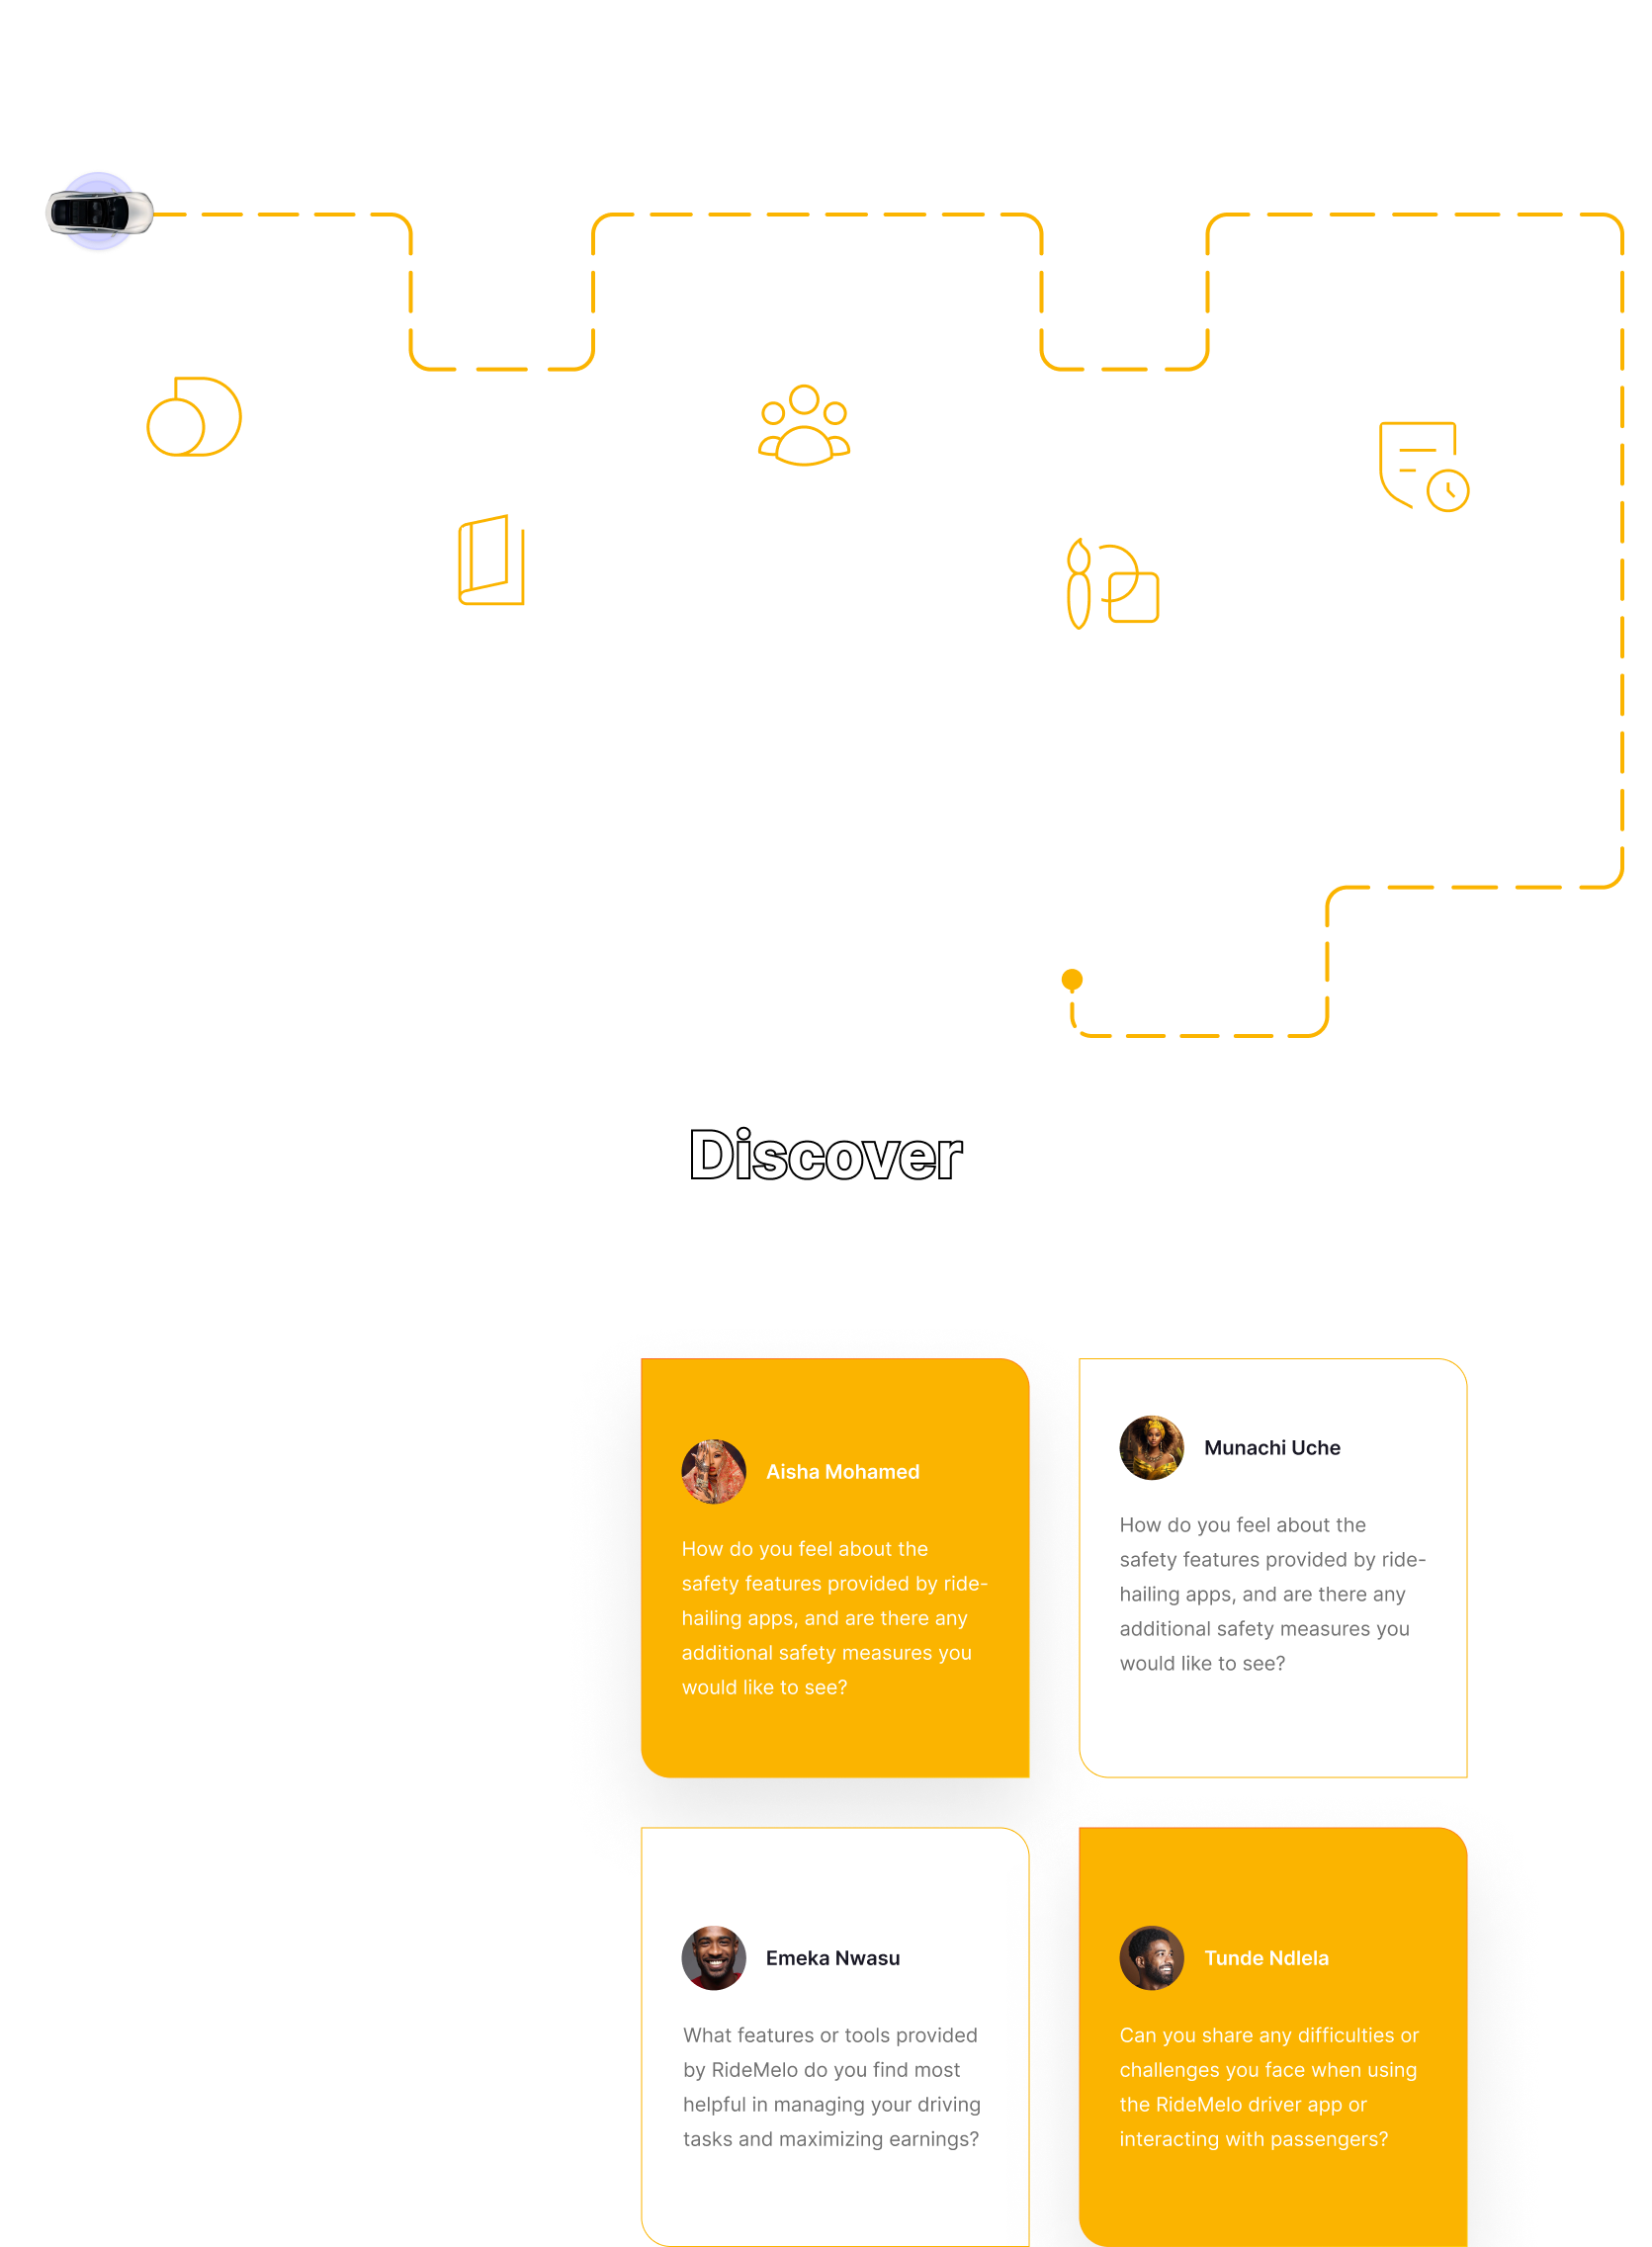 Discover
Aisha Mohamed
How do you feel about the
safety features provided by ride-
hailing apps, and are there any
additional safety measures you
would like to see?
Munachi Uche
How do you feel about the
safety features provided by ride-
hailing apps, and are there any
additional safety measures you
would like to see?
Emeka Nwasu
What features or tools provided
by RideMelo do you find most
helpful in managing your driving
tasks and maximizing earnings?
Tunde Ndlela
Can you share any difficulties or
challenges you face when using
the RideMelo driver app or
interacting with passengers?